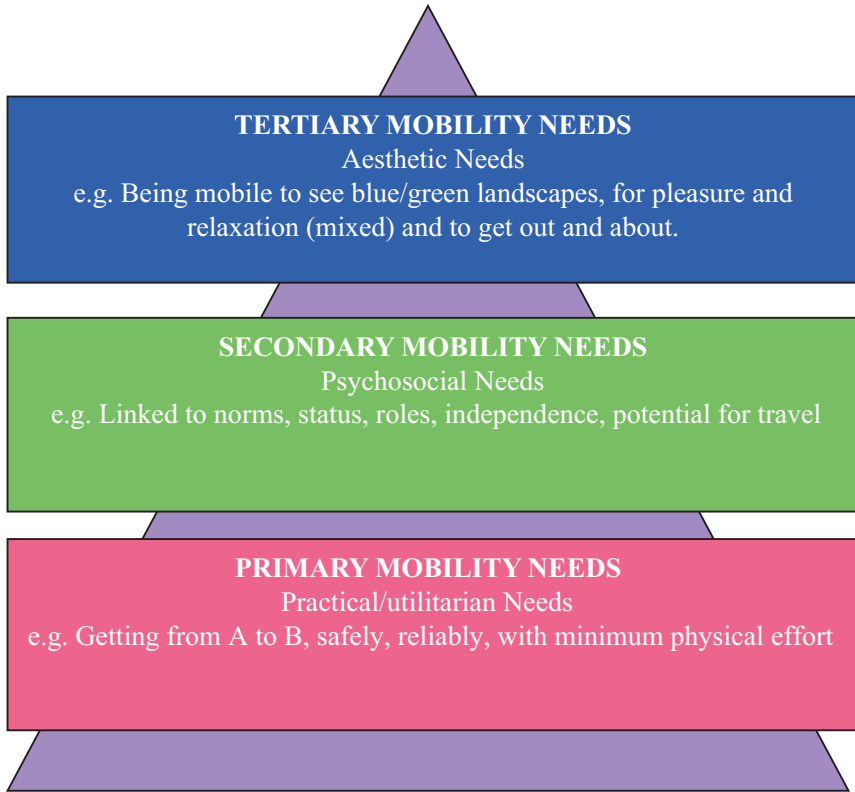 TERTIARY MOBILITY NEEDS
Aesthetic Needs
e.g. Being mobile to see blue/green landscapes, for pleasure and
relaxation (mixed) and to get out and about.
SECONDARY MOBILITY NEEDS
Psychosocial Needs
e.g. Linked to norms, status, roles, independence, potential for travel
PRIMARY MOBILITY NEEDS
Practical/utilitarian Needs
e.g. Getting from A to B, safely, reliably, with minimum physical effort